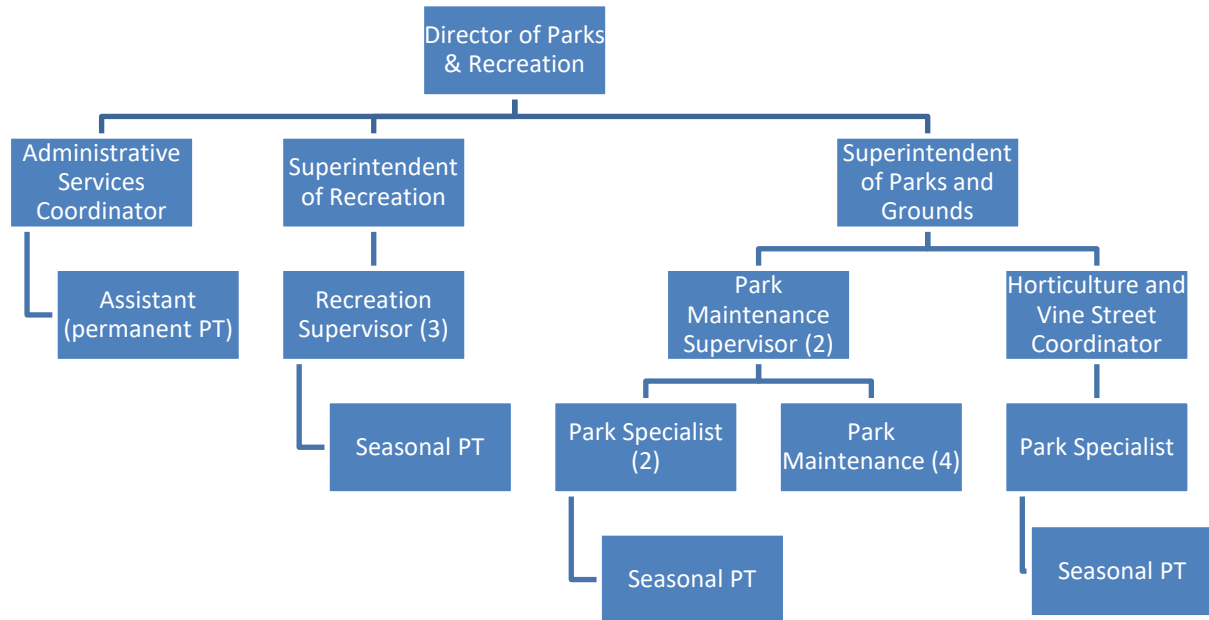 Director of Parks
& Recreation
Administrative
Services
Coordinator
Superintendent
of Recreation
Superintendent
of Parks and
Grounds
Assistant
(permanent PT)
Recreation
Supervisor (3)
Park
Maintenance
Supervisor (2)
Horticulture and
Vine Street
Coordinator
Seasonal PT
Park Specialist
(2)
Park
Maintenance (4)
Park Specialist
Seasonal PT
Seasonal PT